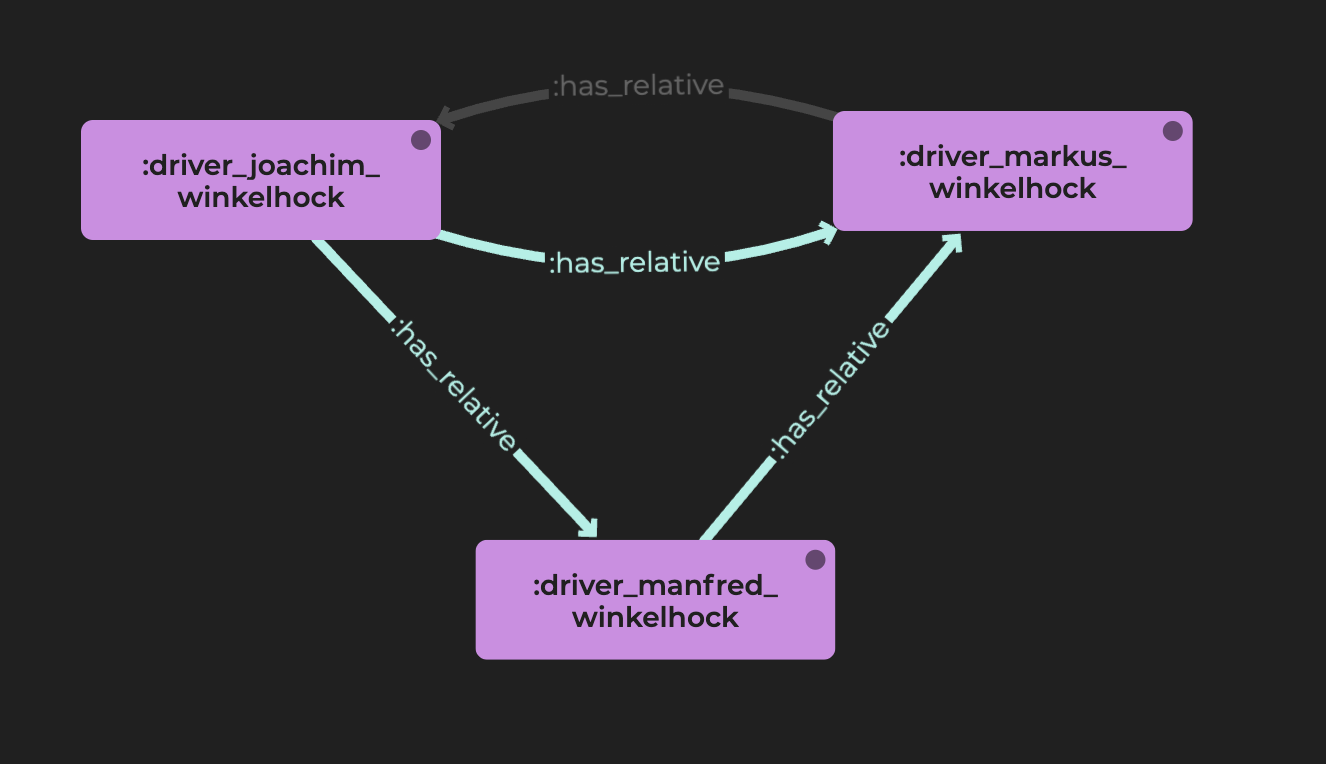 :has_relative
:driver_joachim_
winkelhock
:driver_markus_
winkelhock
:has_relative
:has_relative
:has_relative
:driver_manfred_
winkelhock